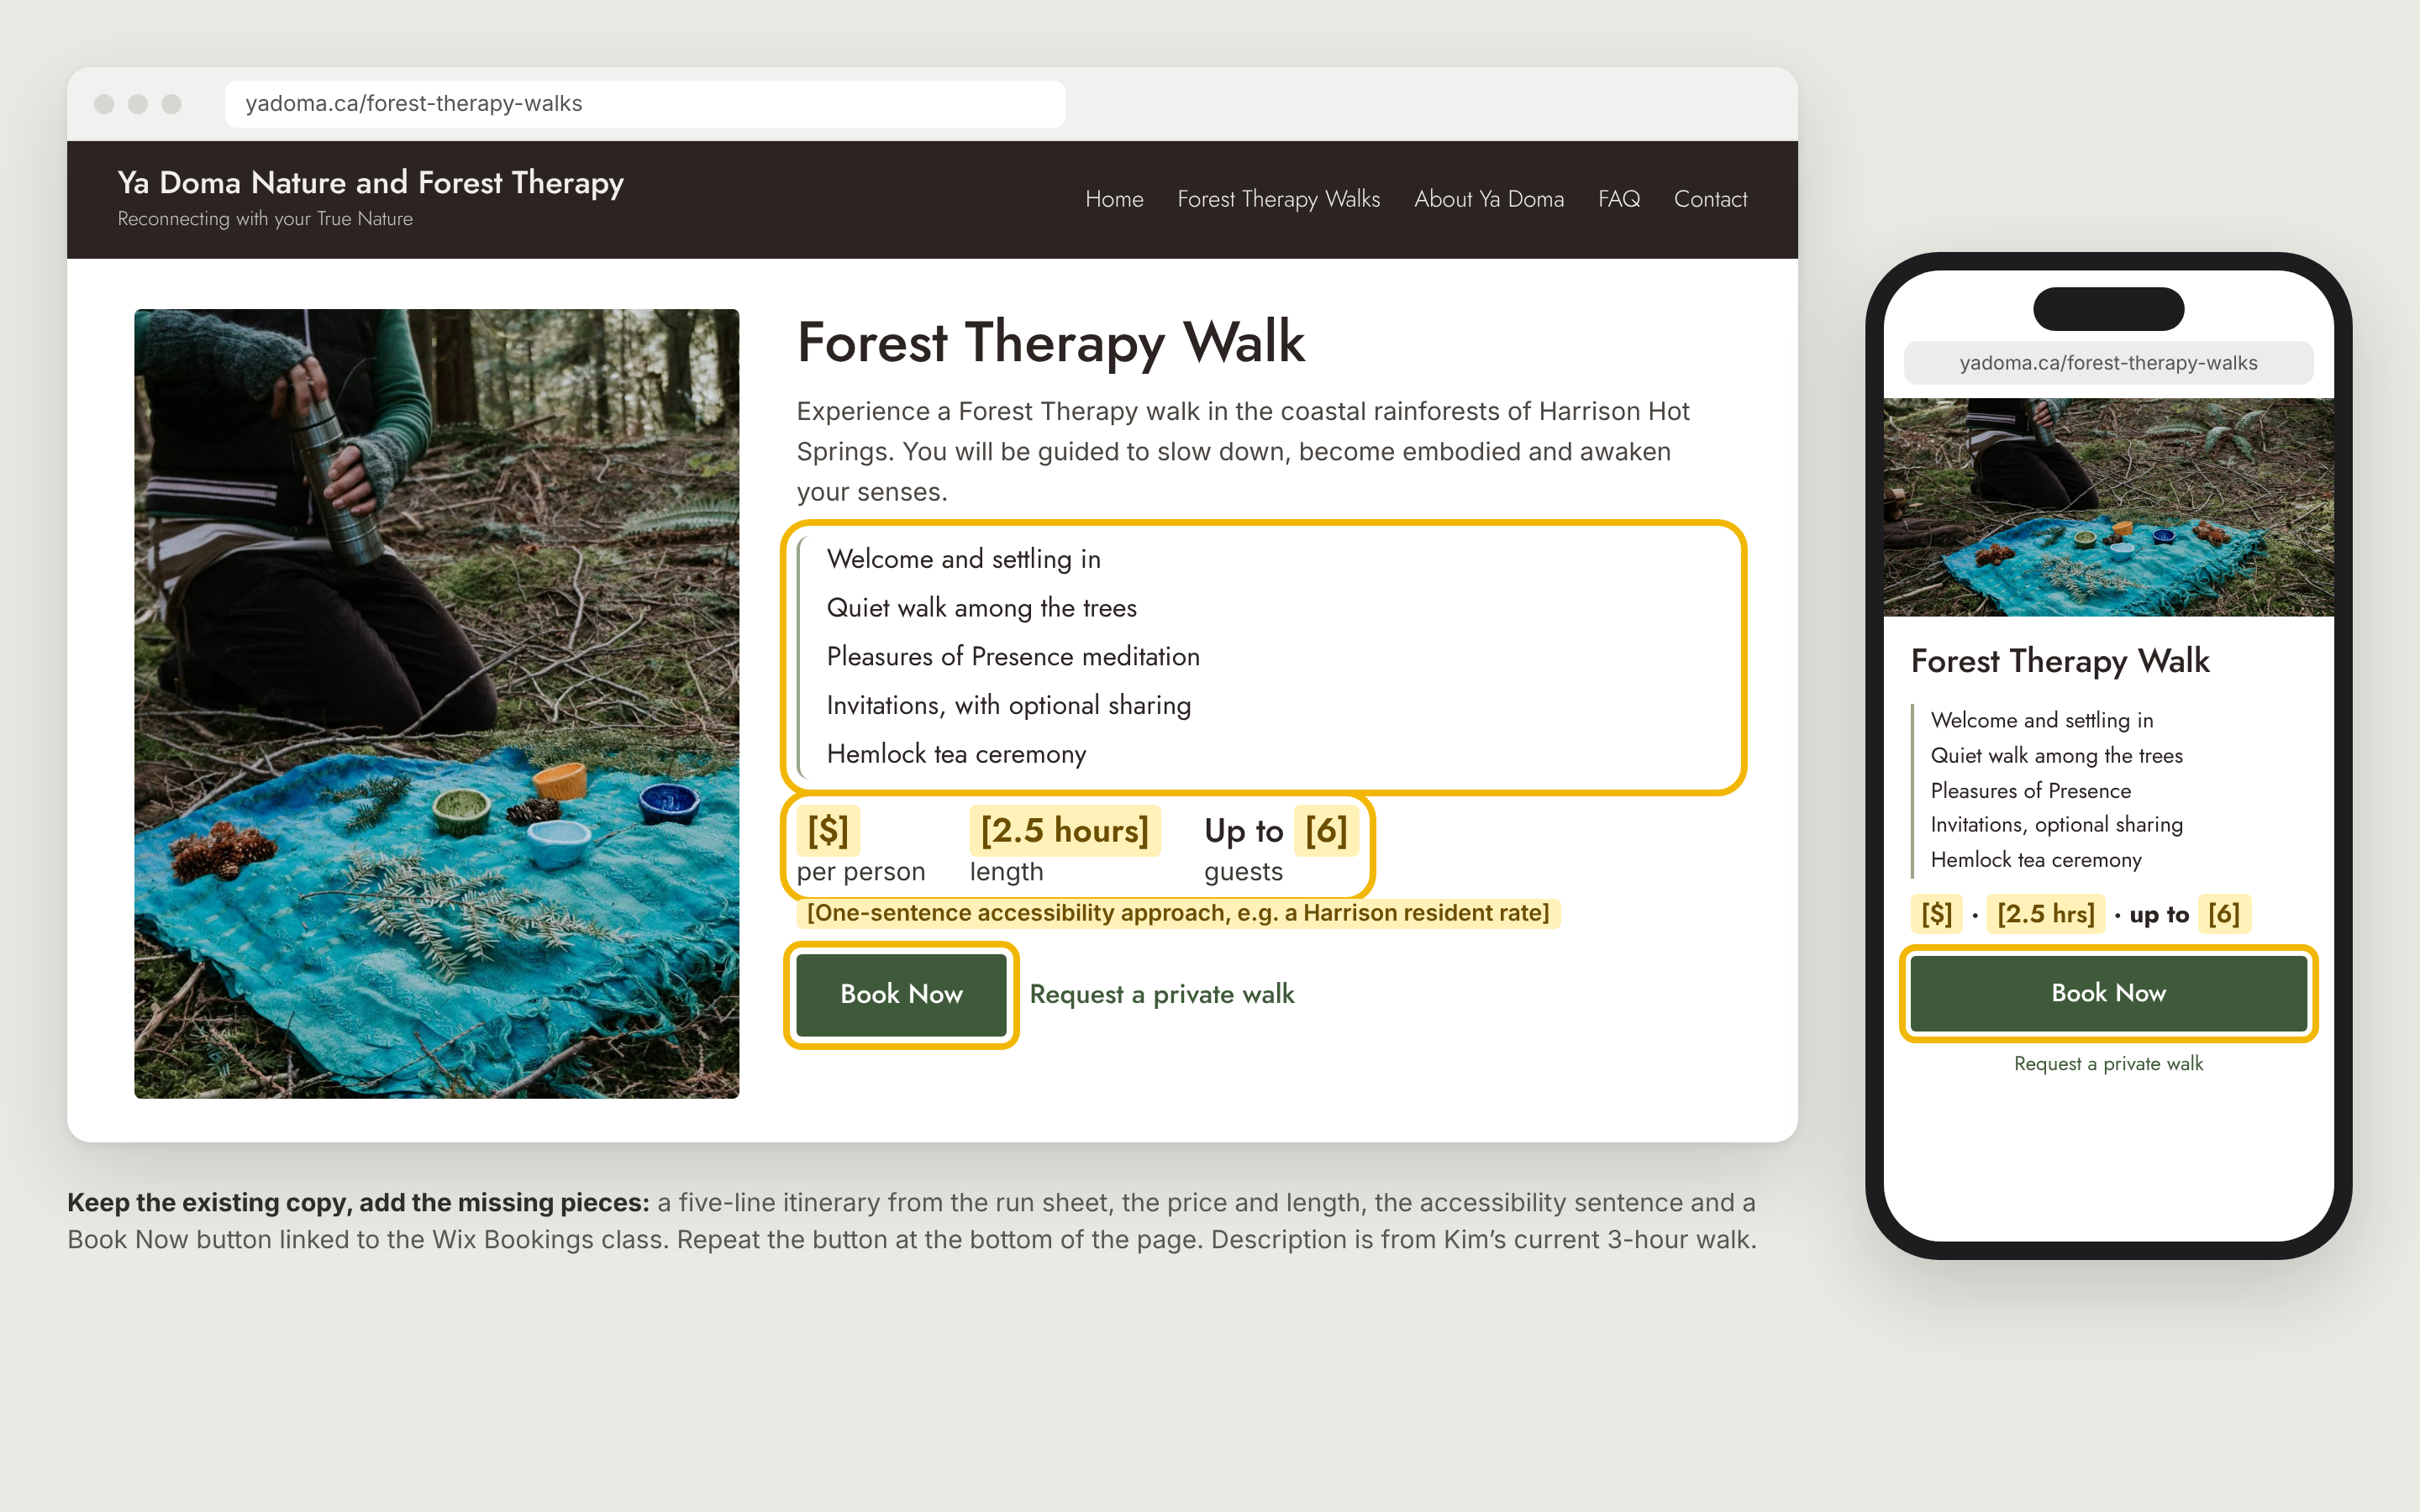 yadoma.ca/forest-therapy-walks
Ya Doma Nature and Forest Therapy
Reconnecting with your True Nature
Home Forest Therapy Walks About Ya Doma FAQ Contact
Forest Therapy Walk
Experience a Forest Therapy walk in the coastal rainforests of Harrison Hot
Springs. You will be guided to slow down, become embodied and awaken
your senses.
Welcome and settling in
Quiet walk among the trees
Pleasures of Presence meditation
Invitations, with optional sharing
Hemlock tea ceremony
[$] [2.5 hours] Up to [6]
per person length guests
[One-sentence accessibility approach, e.g. a Harrison resident rate]
Book Now Request a private walk
Keep the existing copy, add the missing pieces: a five-line itinerary from the run sheet, the price and length, the accessibility sentence and a
Book Now button linked to the Wix Bookings class. Repeat the button at the bottom of the page. Description is from Kim’s current 3-hour walk.
yadoma.ca/forest-therapy-walks
Forest Therapy Walk
Welcome and settling in
Quiet walk among the trees
Pleasures of Presence
Invitations, optional sharing
Hemlock tea ceremony
[$] · [2.5 hrs] · up to [6]
Book Now
Request a private walk